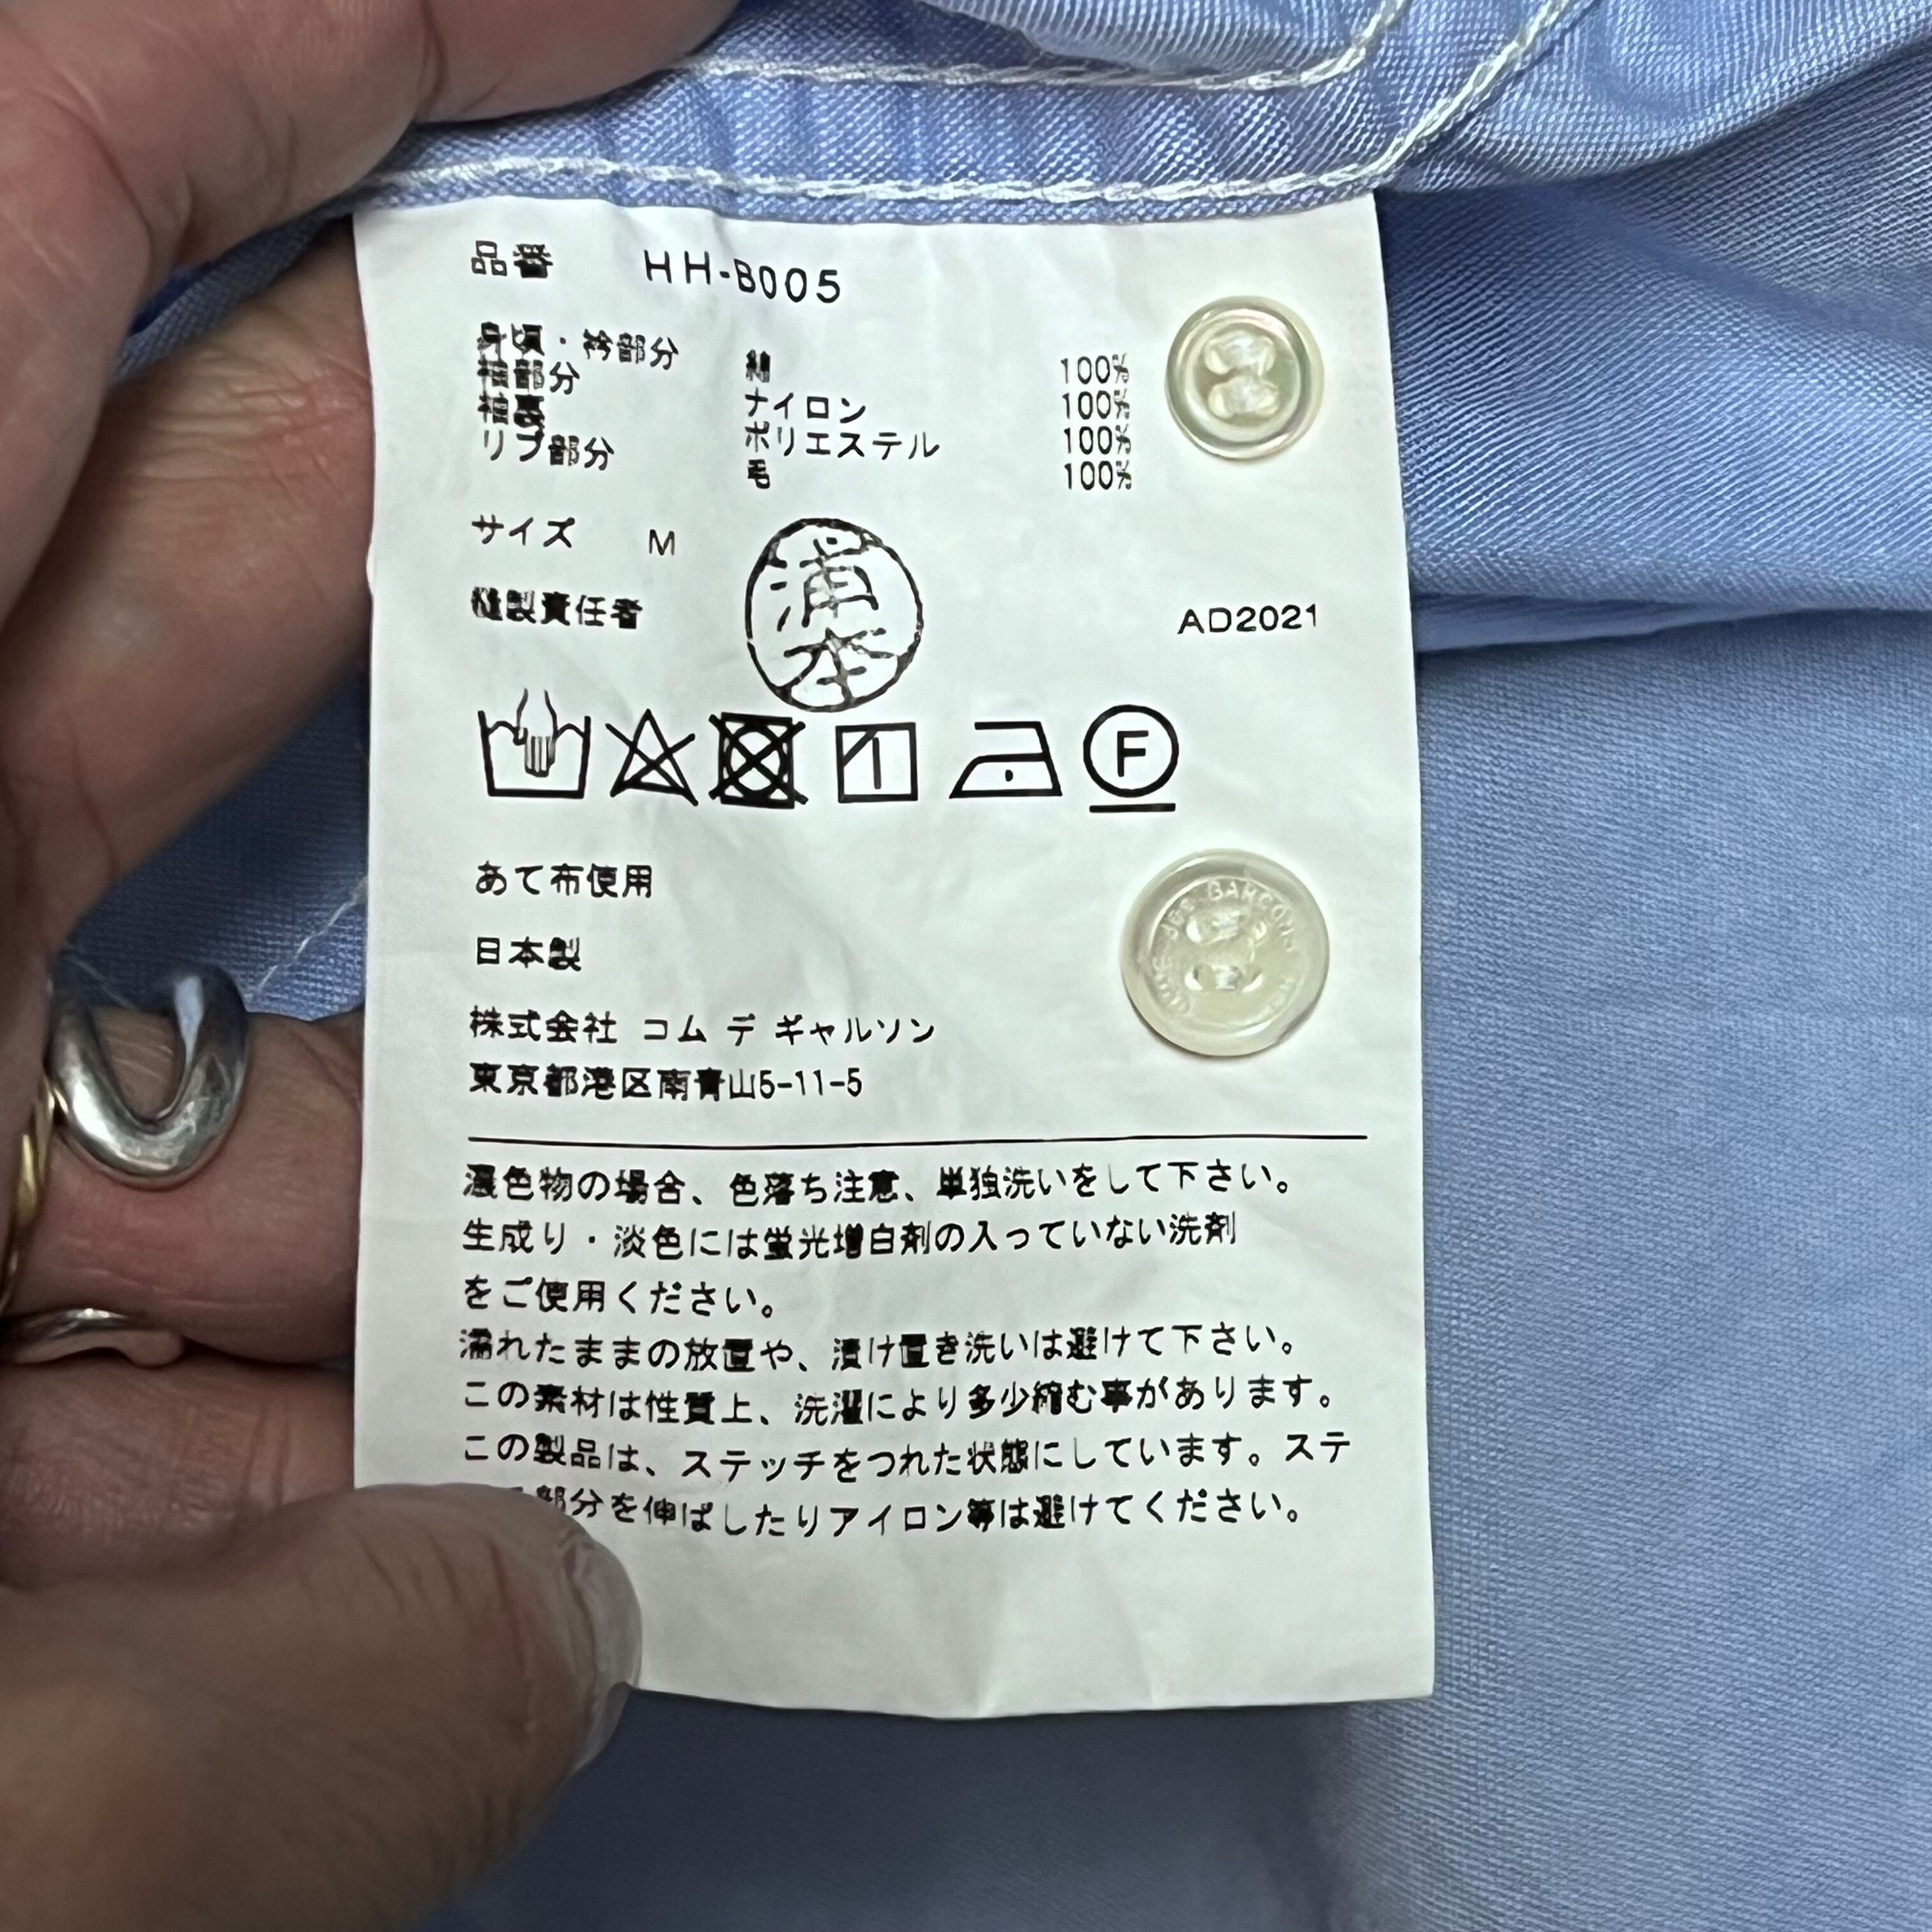 品番 HH-B005
身頃・衿部分 綿 100%
袖部分 ナイロン 100%
袖裏 ポリエステル 100%
リブ部分 毛 100%
サイズ M
浦本
縫製責任者 AD2021
F
あて布使用
日本製
GARCONS
株式会社 コム デ ギャルソン
東京都港区南青山5-11-5
濃色物の場合、色落ち注意、単独洗いをして下さい。
生成り・淡色には蛍光増白剤の入っていない洗剤
をご使用ください。
濡れたままの放置や、漬け置き洗いは避けて下さい。
この素材は性質上、洗濯により多少縮む事があります。
この製品は、ステッチをつれた状態にしています。ステ
部分を伸ばしたりアイロン等は避けてください。